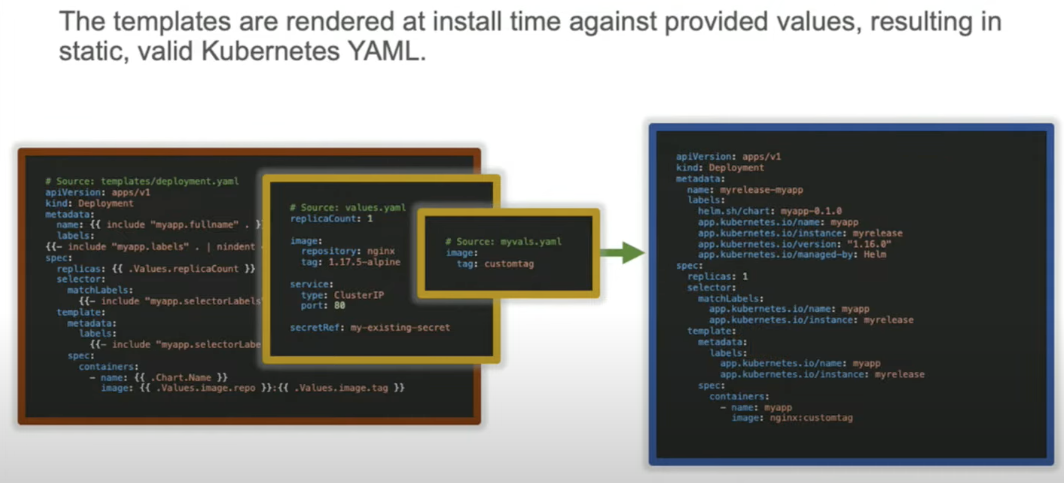 The templates are rendered at install time against provided values, resulting in
static, valid Kubernetes YAML.
# Source: templates/deployment.yaml
apiVersion: apps/v1
kind: Deployment
metadata:
name: {{ include "myapp.fullname" . }
labels:
{{- include "myapp.labels" . | nindent
spec:
replicas: {{ .Values.replicaCount }}
selector:
matchLabels:
{{- include "myapp.selectorLabels
template:
metadata:
labels:
{{- include "myapp.selectorLabe
spec:
containers:
- name: {{ .Chart.Name }}
image: {{ .Values.image.repo }}:{{ .Values.image.tag }}
# Source: values.yaml
replicaCount: 1
image:
repository: nginx
tag: 1.17.5-alpine
service:
type: ClusterIP
port: 80
secretRef: my-existing-secret
# Source: myvals.yaml
image:
tag: customtag
apiVersion: apps/v1
kind: Deployment
metadata:
name: myrelease-myapp
labels:
helm.sh/chart: myapp-0.1.0
app.kubernetes.io/name: myapp
app.kubernetes.io/instance: myrelease
app.kubernetes.io/version: "1.16.0"
app.kubernetes.io/managed-by: Helm
spec:
replicas: 1
selector:
matchLabels:
app.kubernetes.io/name: myapp
app.kubernetes.io/instance: myrelease
template:
metadata:
labels:
app.kubernetes.io/name: myapp
app.kubernetes.io/instance: myrelease
spec:
containers:
- name: myapp
image: nginx:customtag